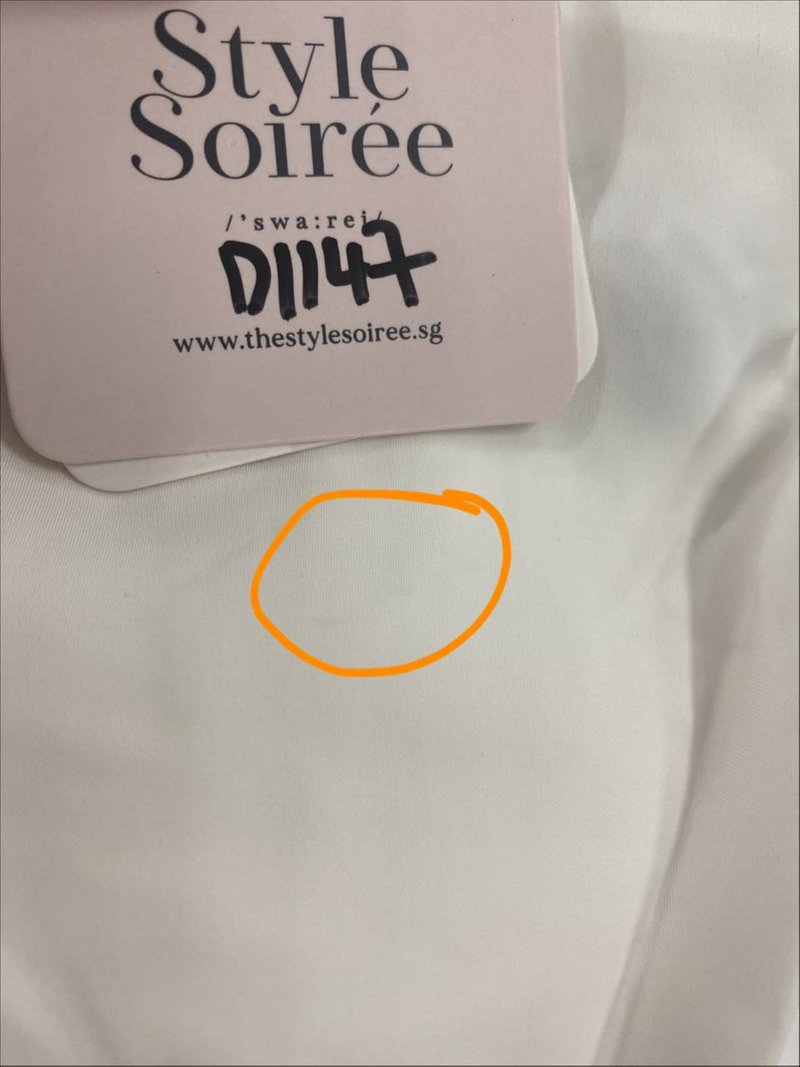 Style
Soirée
/'swa:rei/
D1147
www.thestylesoiree.sg